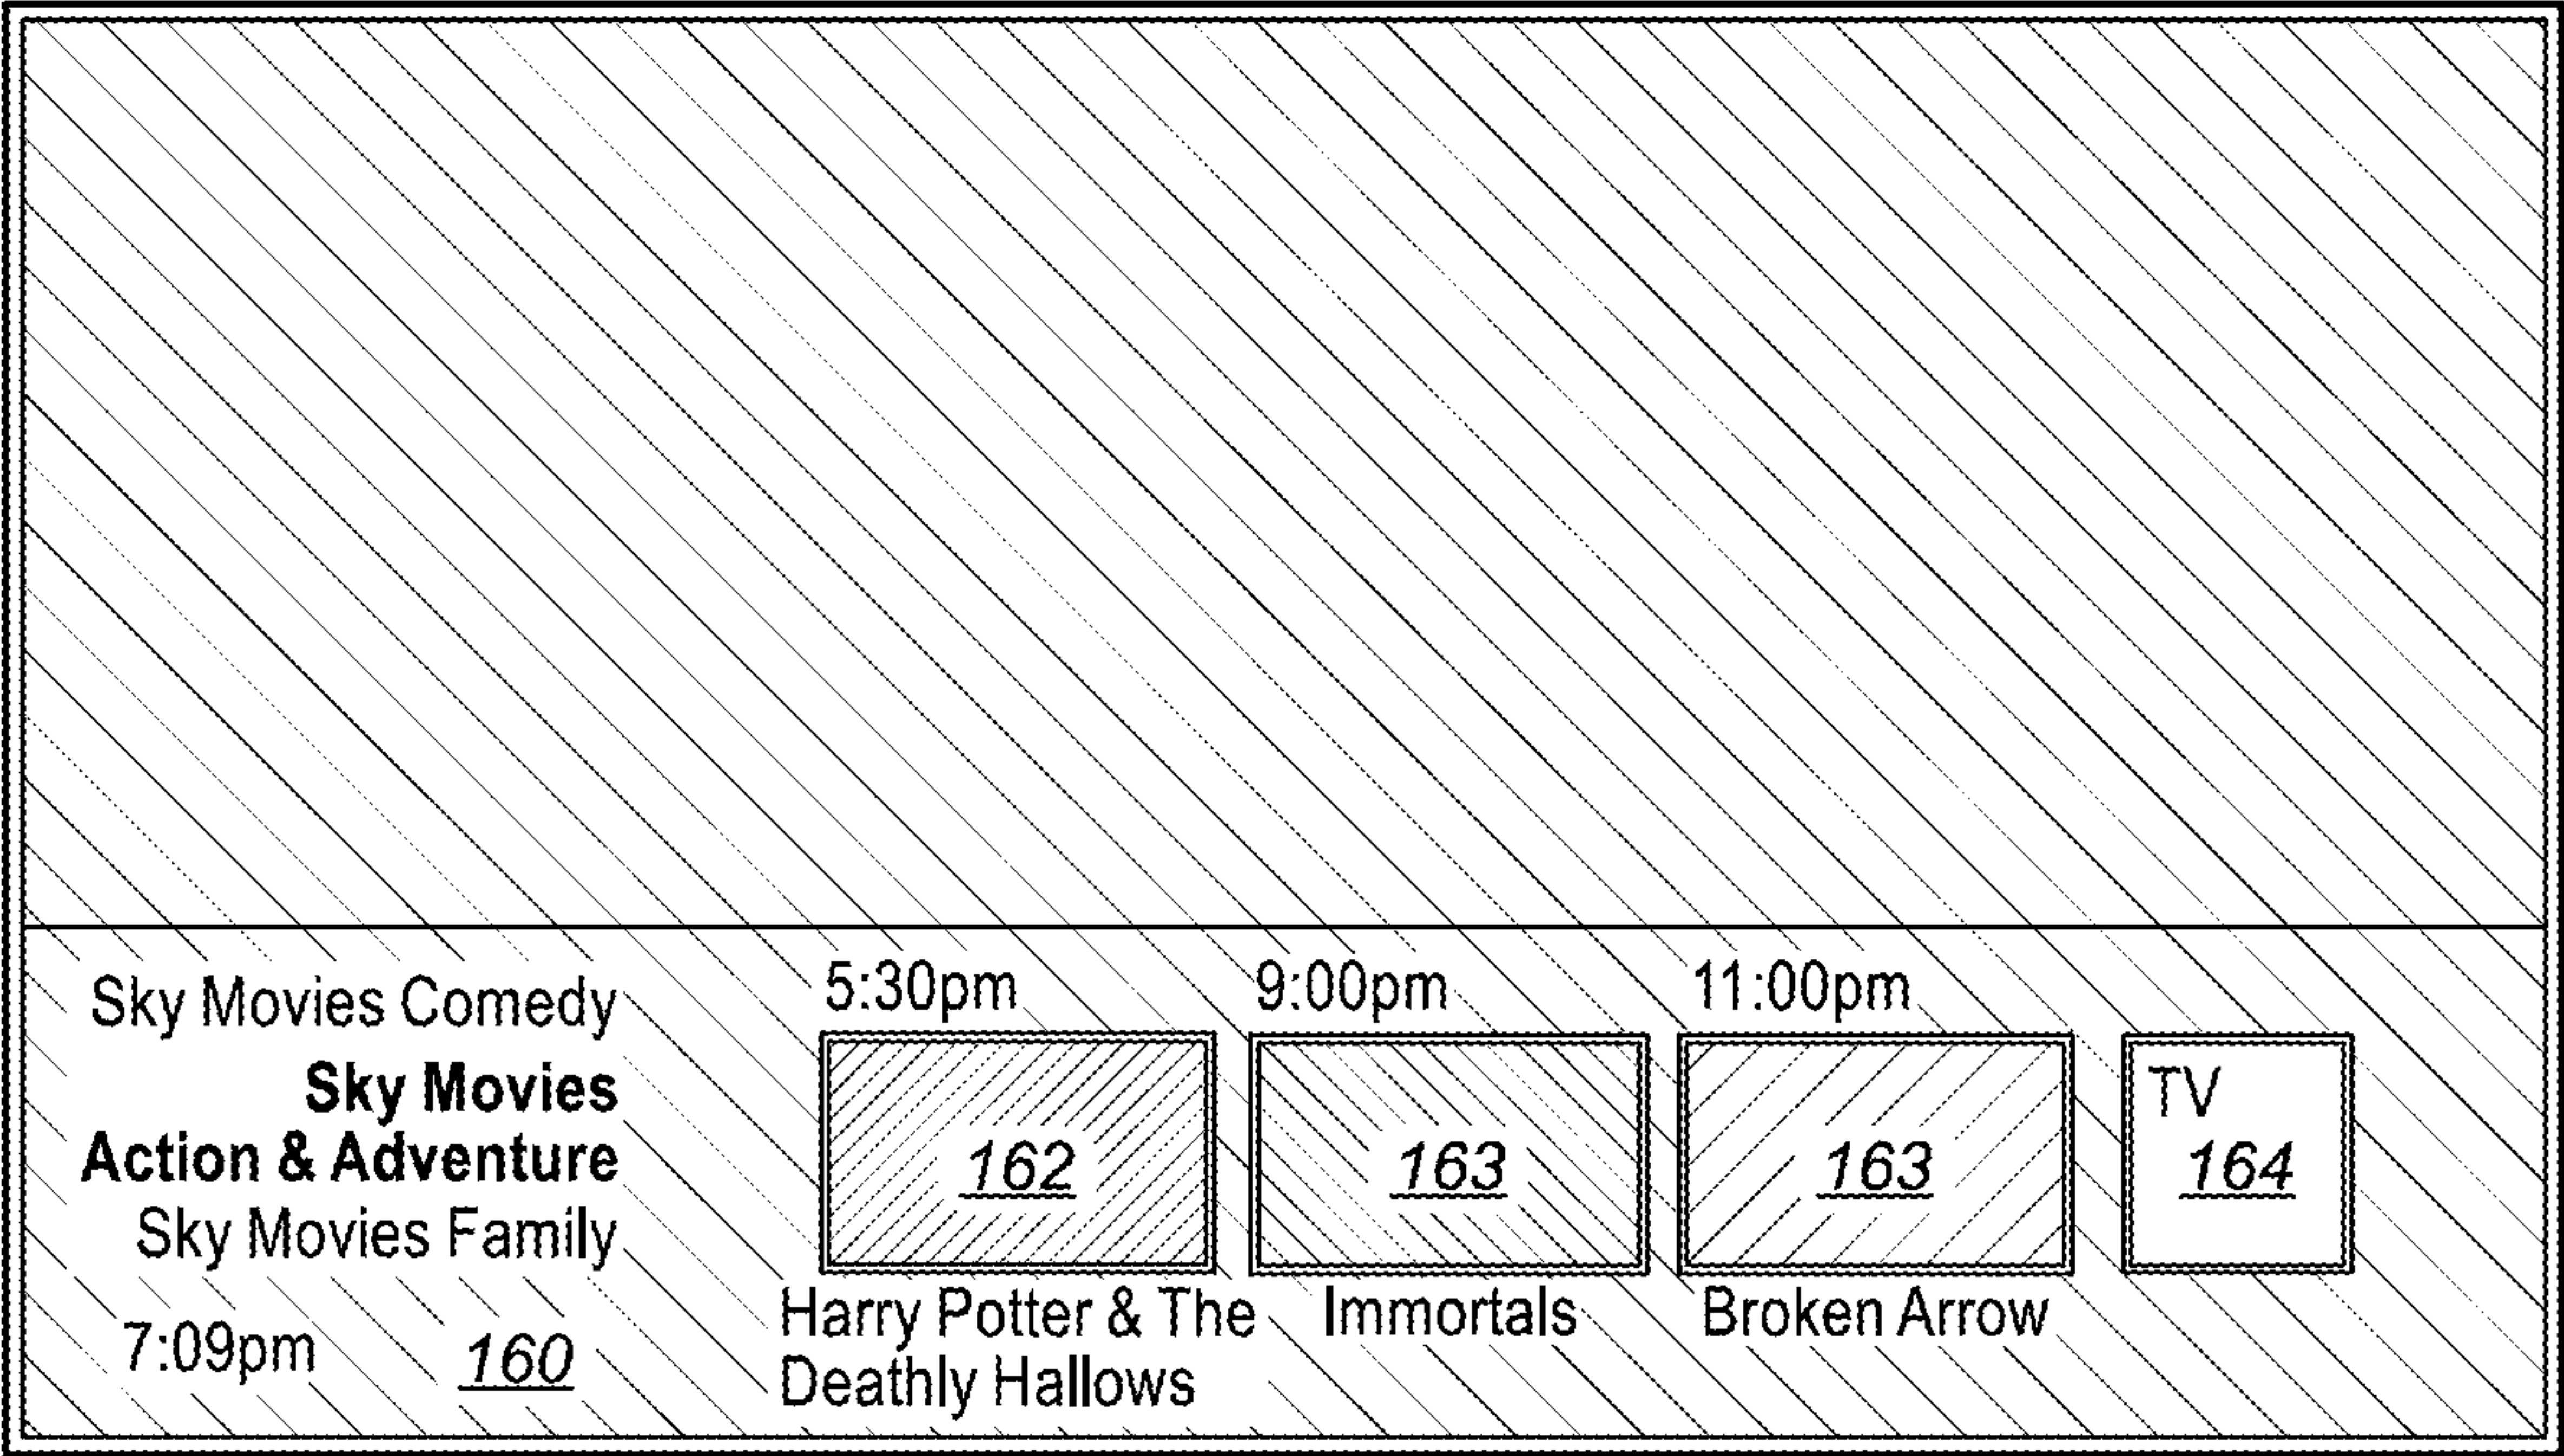 Sky Movies Comedy
Sky Movies
Action & Adventure
Sky Movies Family
7:09pm
160
5:30pm
162
Harry Potter & The
Deathly Hallows
9:00pm
163
Immortals
11:00pm
163
Broken Arrow
TV
164